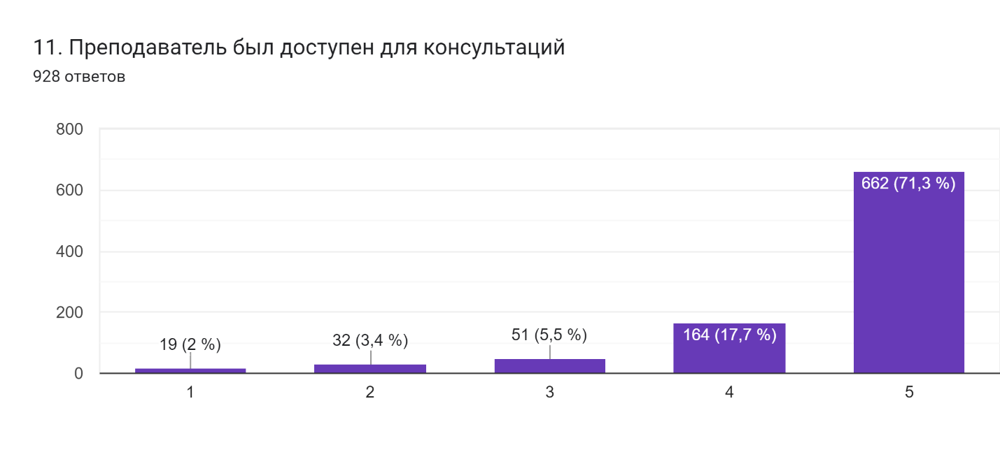 11. Преподаватель был доступен для консультаций
928 ответов
800
600
400
200
0
19 (2 %)
32 (3,4 %)
51 (5,5 %)
164 (17,7 %)
662 (71,3 %)
1
2
3
4
5